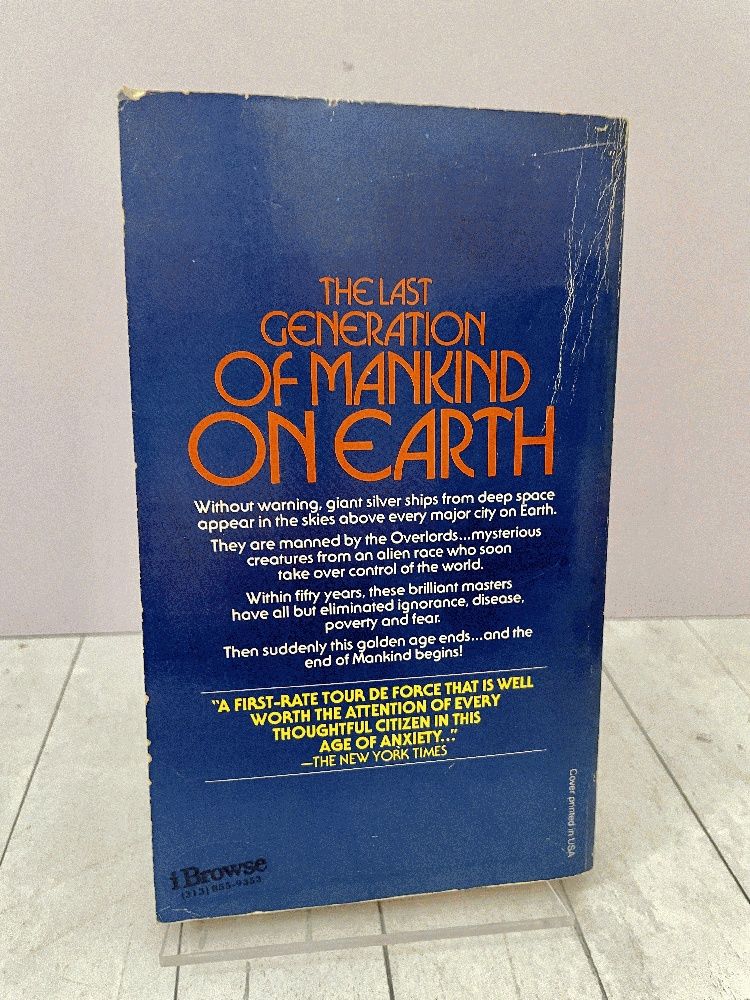 THE LAST
GENERATION
OF MANKIND
ON EARTH
Without warning, giant silver ships from deep space
appear in the skies above every major city on Earth.
They are manned by the Overlords...mysterious
creatures from an alien race who soon
take over control of the world.
Within fifty years, these brilliant masters
have all but eliminated ignorance, disease,
poverty and fear.
Then suddenly this golden age ends...and the
end of Mankind begins!
"A FIRST-RATE TOUR DE FORCE THAT IS WELL
WORTH THE ATTENTION OF EVERY
THOUGHTFUL CITIZEN IN THIS
AGE OF ANXIETY..."
—THE NEW YORK TIMES
Cover printed in USA
i Browse
(313) 855-9353